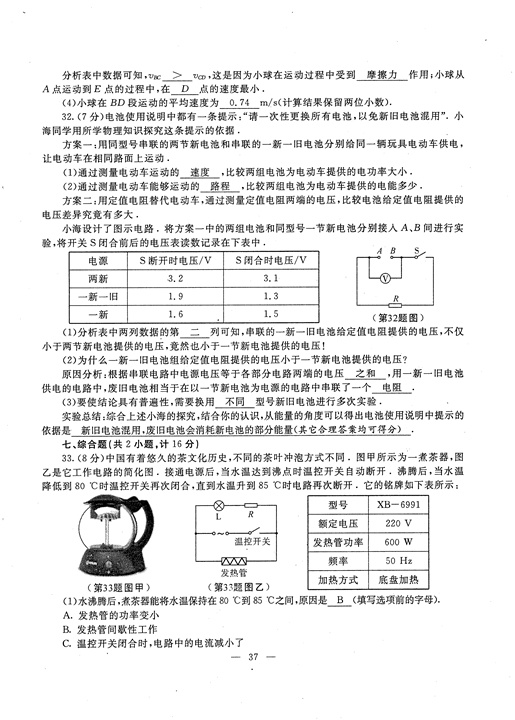 分析表中数据可知,vBC ＞ vCD,这是因为小球在运动过程中受到 摩擦力 作用;小球从
A点运动到E点的过程中,在 D 点的速度最小.
(4)小球在BD段运动的平均速度为 0.74 m/s(计算结果保留两位小数).
32.(7分)电池使用说明中都有一条提示:“请一次性更换所有电池,以免新旧电池混用”.小
海同学用所学物理知识探究这条提示的依据.
方案一:用同型号串联的两节新电池和串联的一新一旧电池分别给同一辆玩具电动车供电,
让电动车在相同路面上运动.
(1)通过测量电动车运动的 速度 ,比较两组电池为电动车提供的电功率大小.
(2)通过测量电动车能够运动的 路程 ,比较两组电池为电动车提供的电能多少.
方案二:用定值电阻替代电动车,通过测量定值电阻两端的电压,比较电池给定值电阻提供的
电压差异究竟有多大.
小海设计了图示电路.将方案一中的两组电池和同型号一节新电池分别接入A、B间进行实
验,将开关S闭合前后的电压表读数记录在下表中.
电源 S断开时电压/V S闭合时电压/V
两新 3.2 3.1
一新一旧 1.9 1.3
一新 1.6 1.5
A B S
V
R
(第32题图)
(1)分析表中两列数据的第 二 列可知,串联的一新一旧电池给定值电阻提供的电压,不仅
小于两节新电池提供的电压,竟然也小于一节新电池提供的电压!
(2)为什么一新一旧电池组给定值电阻提供的电压小于一节新电池提供的电压?
原因分析:根据串联电路中电源电压等于各部分电路两端的电压 之和 ,用一新一旧电池
供电的电路中,废旧电池相当于在以一节新电池为电源的电路中串联了一个 电阻 .
(3)要使结论具有普遍性,需要换用 不同 型号新旧电池进行多次实验.
实验总结:综合上述小海的探究,结合你的认识,从能量的角度可以得出电池使用说明中提示的
依据是 新旧电池混用,废旧电池会消耗新电池的部分能量(其它合理答案均可得分) .
七、综合题(共2小题,计16分)
33.(8分)中国有着悠久的茶文化历史,不同的茶叶冲泡方式不同.图甲所示为一煮茶器,图
乙是它工作电路的简化图.接通电源后,当水温达到沸点时温控开关自动断开.沸腾后,当水温
降低到80℃时温控开关再次闭合,直到水温升到85℃时电路再次断开.它的铭牌如下表所示:
L R
温控开关
发热管
型号 XB－6991
额定电压 220 V
发热管功率 600 W
频率 50 Hz
加热方式 底盘加热
(第33题图甲) (第33题图乙)
(1)水沸腾后,煮茶器能将水温保持在80℃到85℃之间,原因是 B (填写选项前的字母).
A. 发热管的功率变小
B. 发热管间歇性工作
C. 温控开关闭合时,电路中的电流减小了
— 37 —